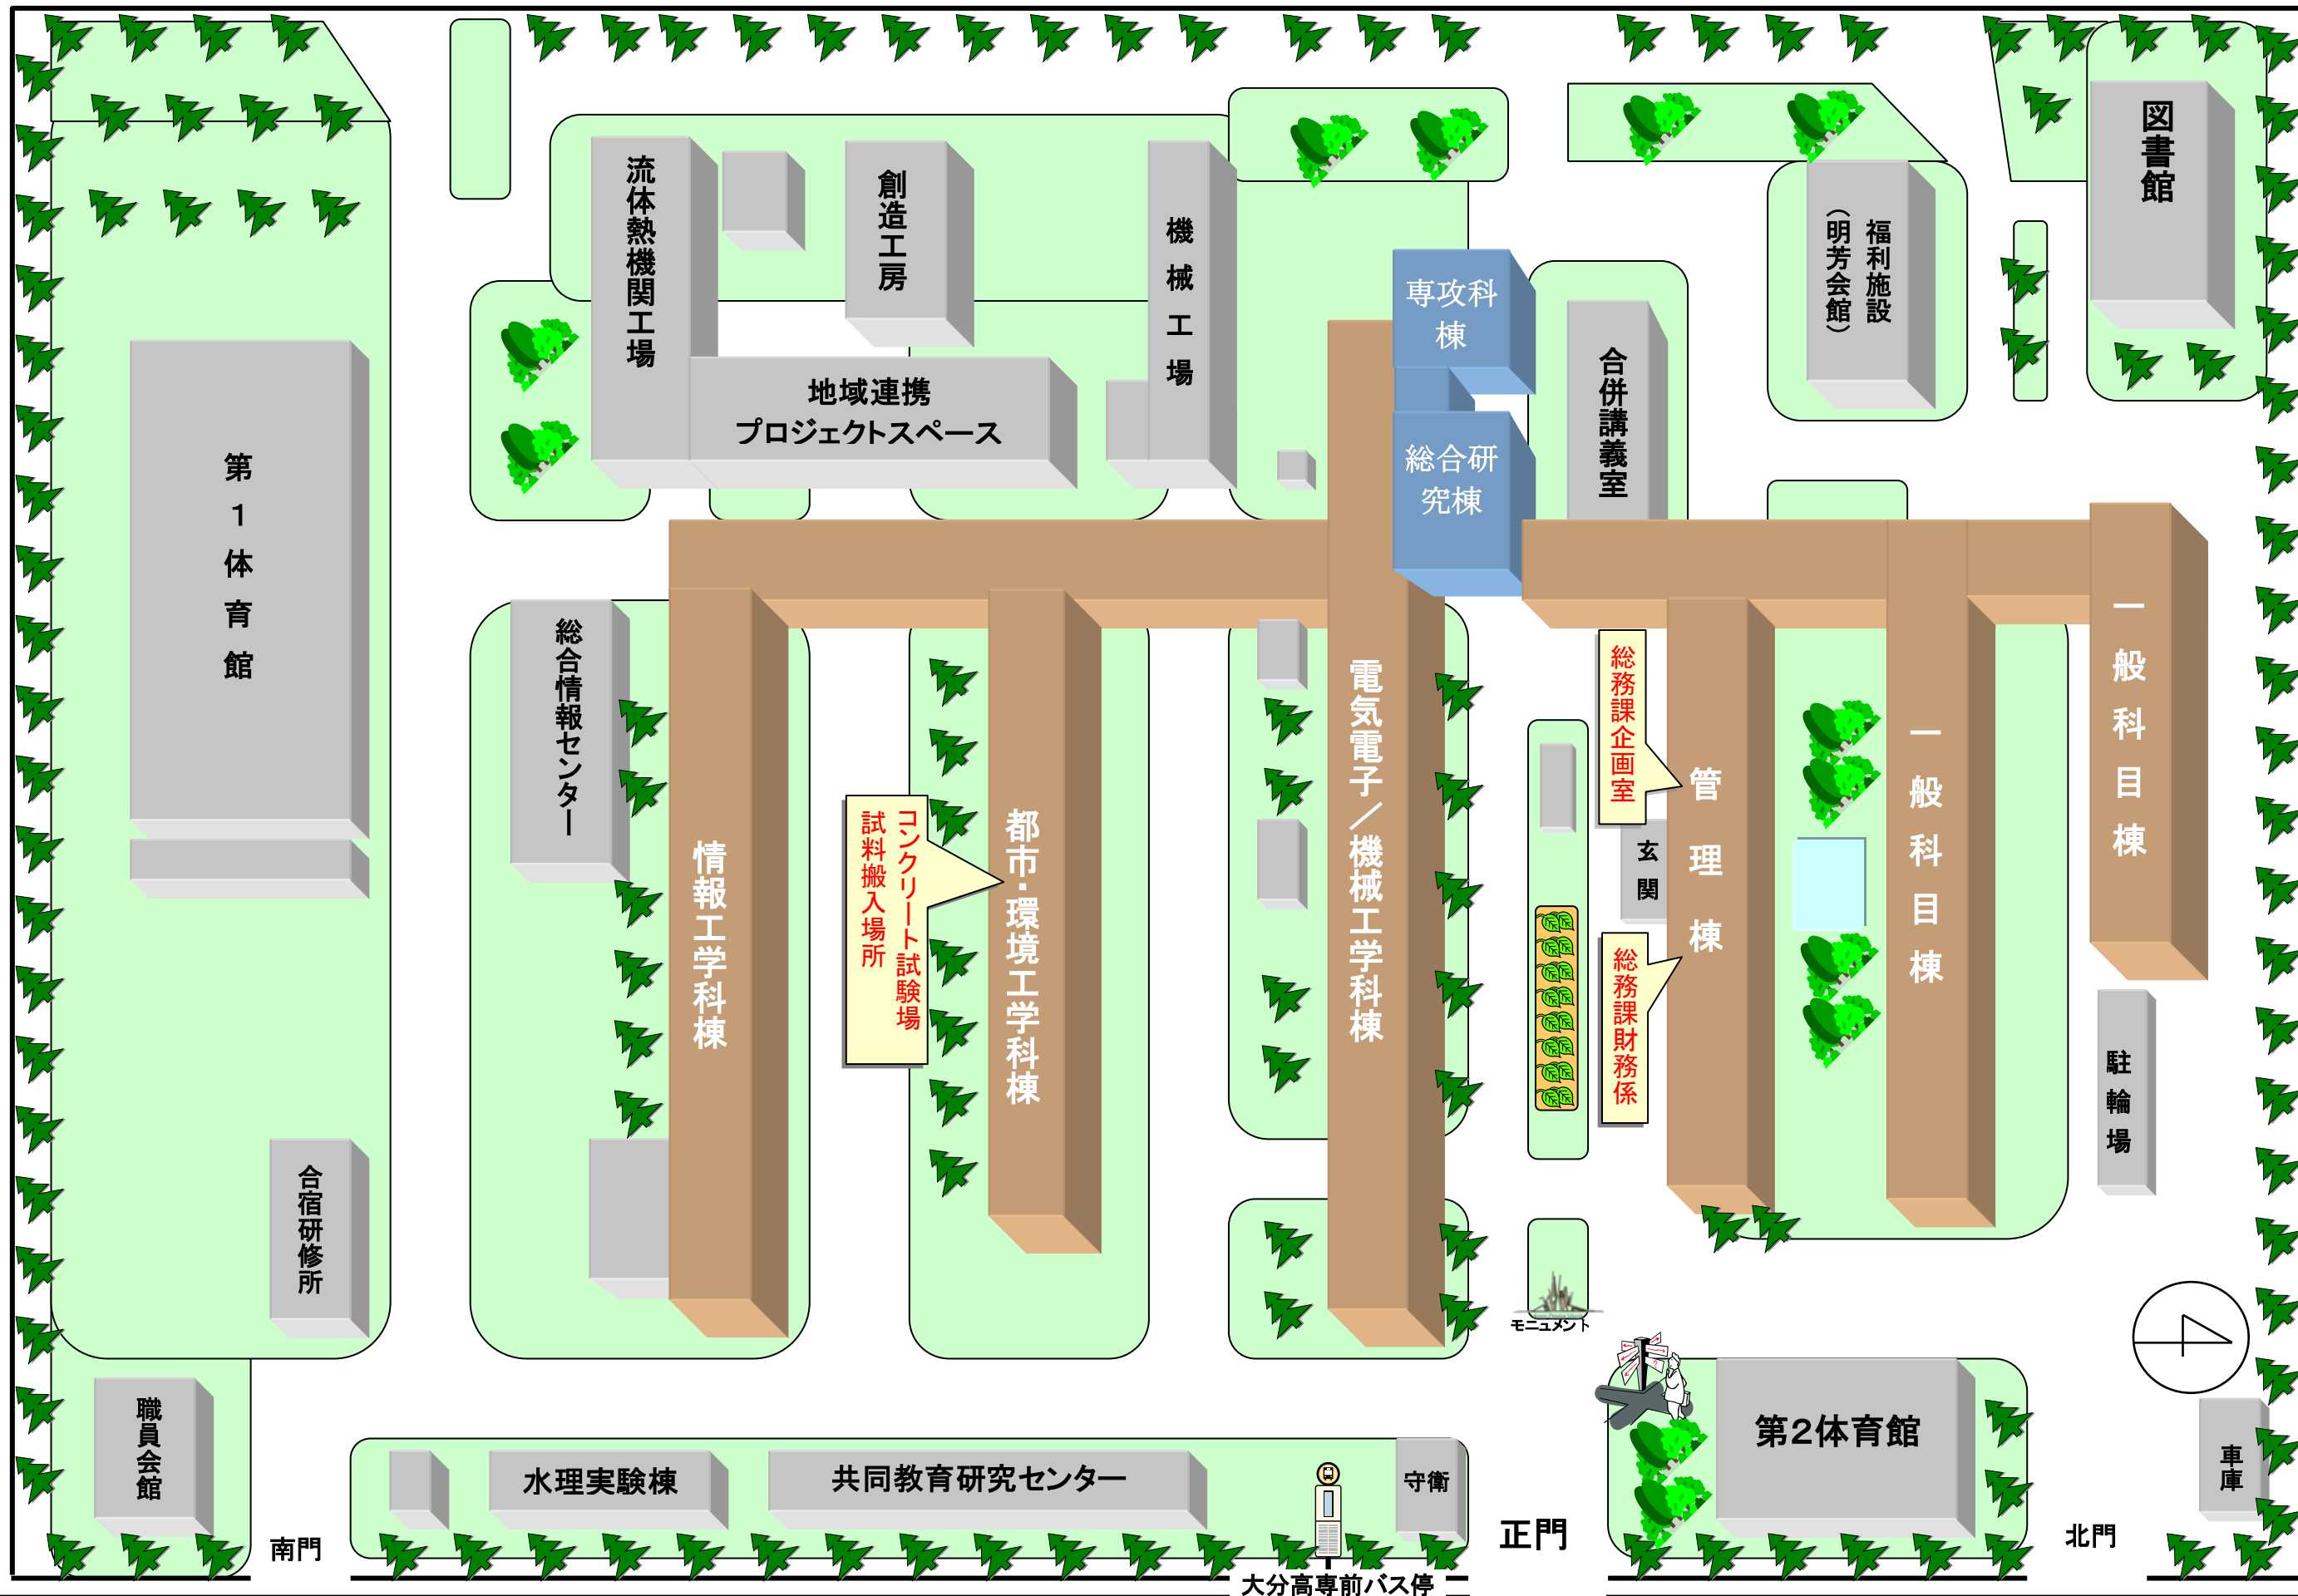 図書館
流体熱機関工場
創造工房
機械工場
福利施設
（明芳会館）
専攻科
棟
合併講義室
地域連携
プロジェクトスペース
総合研
究棟
第１体育館
総合情報センター
一般科目棟
総務課企画室
電気電子／機械工学科棟
一般科目棟
管理棟
コンクリート試験場
試料搬入場所
都市・環境工学科棟
情報工学科棟
玄関
総務課財務係
駐輪場
合宿研修所
モニュメント
職員会館
第２体育館
水理実験棟
共同教育研究センター
守衛
車庫
南門
正門
北門
大分高専前バス停